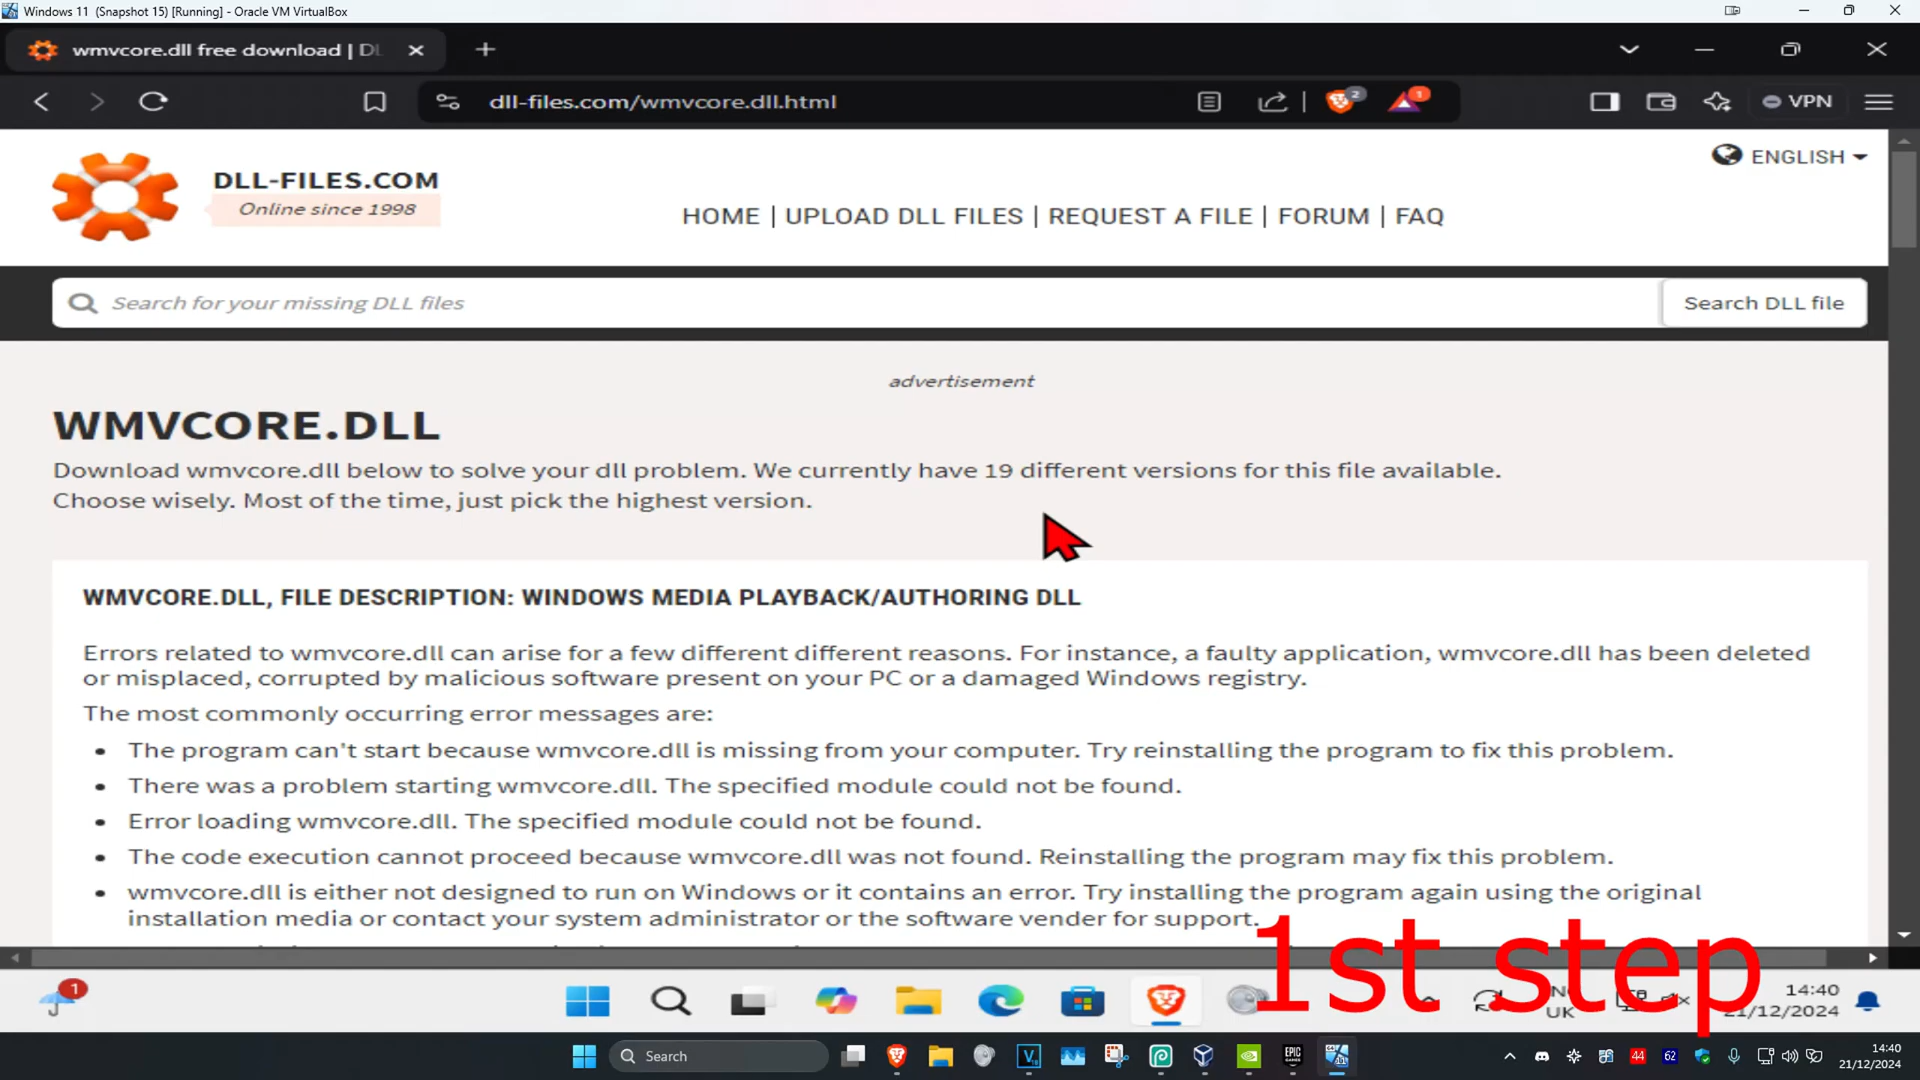 Windows 11 (Snapshot 15) [Running] - Oracle VM VirtualBox
wmvcore.dll free download | DL
dll-files.com/wmvcore.dll.html
2
1
VPN
ENGLISH
DLL-FILES.COM
Online since 1998
HOME | UPLOAD DLL FILES | REQUEST A FILE | FORUM | FAQ
Search for your missing DLL files
Search DLL file
advertisement
WMVCORE.DLL
Download wmvcore.dll below to solve your dll problem. We currently have 19 different versions for this file available.
Choose wisely. Most of the time, just pick the highest version.
WMVCORE.DLL, FILE DESCRIPTION: WINDOWS MEDIA PLAYBACK/AUTHORING DLL
Errors related to wmvcore.dll can arise for a few different different reasons. For instance, a faulty application, wmvcore.dll has been deleted
or misplaced, corrupted by malicious software present on your PC or a damaged Windows registry.
The most commonly occurring error messages are:
• The program can't start because wmvcore.dll is missing from your computer. Try reinstalling the program to fix this problem.
• There was a problem starting wmvcore.dll. The specified module could not be found.
• Error loading wmvcore.dll. The specified module could not be found.
• The code execution cannot proceed because wmvcore.dll was not found. Reinstalling the program may fix this problem.
• wmvcore.dll is either not designed to run on Windows or it contains an error. Try installing the program again using the original
installation media or contact your system administrator or the software vender for support.
1st step
1
UK
14:40
21/12/2024
Search
EPIC GAMES
44
62
14:40
21/12/2024